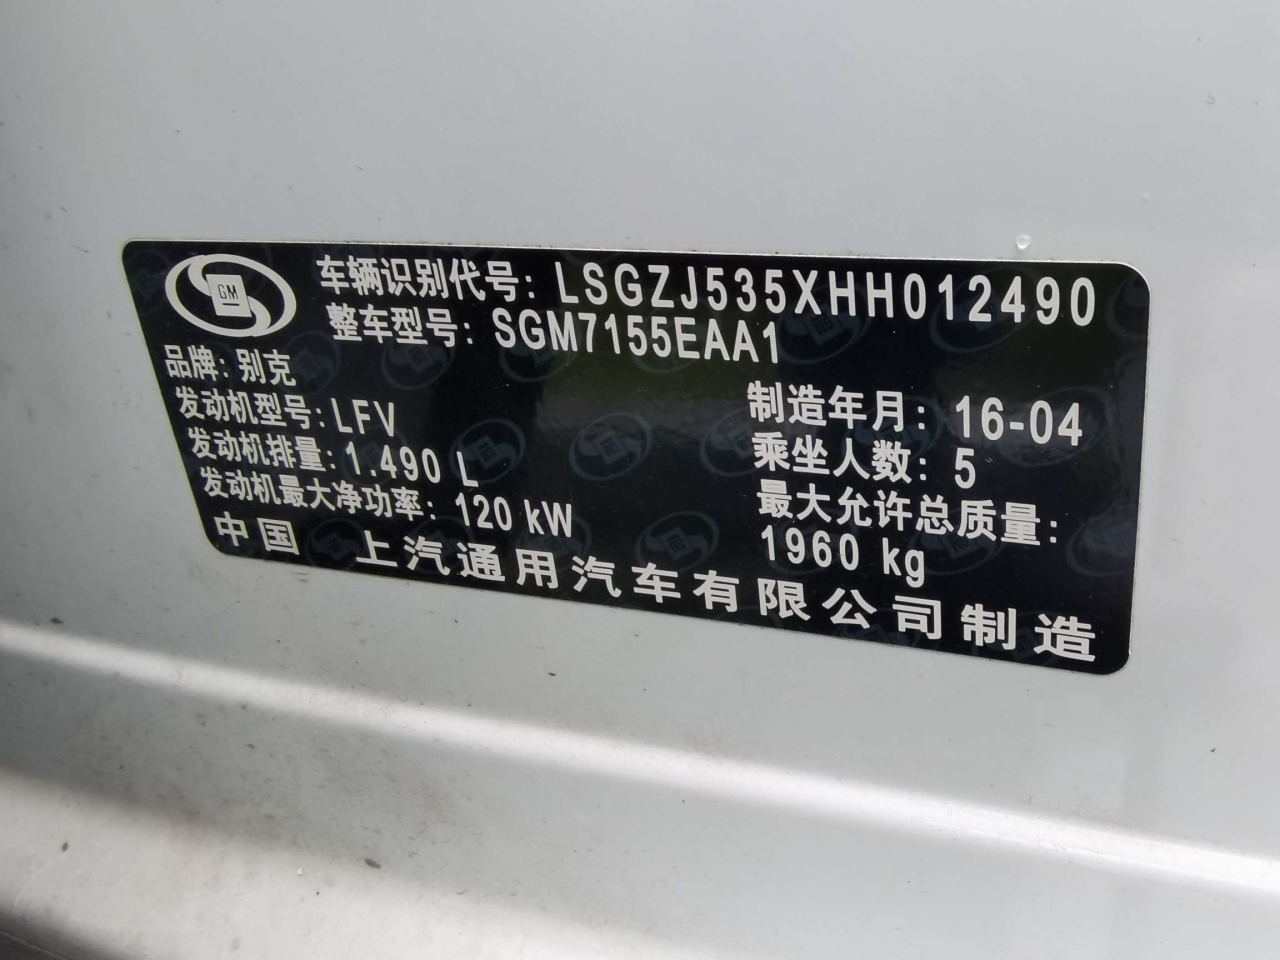 GM
车辆识别代号: LSGZJ535XHH012490
整车型号: SGM7155EAA1
品牌: 别克
发动机型号: LFV
发动机排量: 1.490 L
发动机最大净功率: 120 kW
制造年月: 16-04
乘坐人数: 5
最大允许总质量:
1960 kg
中国 上汽通用汽车有限公司制造